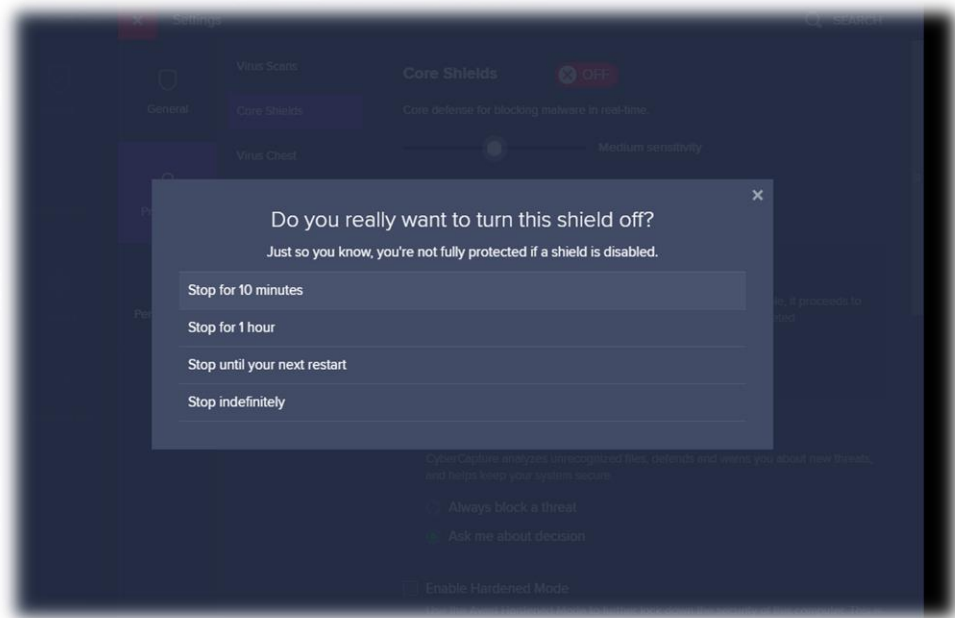 Settings
SEARCH
Virus Scans
Core Shields
OFF
General
Core Shields
Core defense for blocking malware in real-time.
Virus Chest
Medium sensitivity
Do you really want to turn this shield off?
Just so you know, you're not fully protected if a shield is disabled.
Stop for 10 minutes
Stop for 1 hour
Stop until your next restart
Stop indefinitely
it proceeds to
CyberCapture analyzes unrecognized files, defends and warns you about new threats,
and helps keep your system secure
Always block a threat
Ask me about decision
Enable Hardened Mode